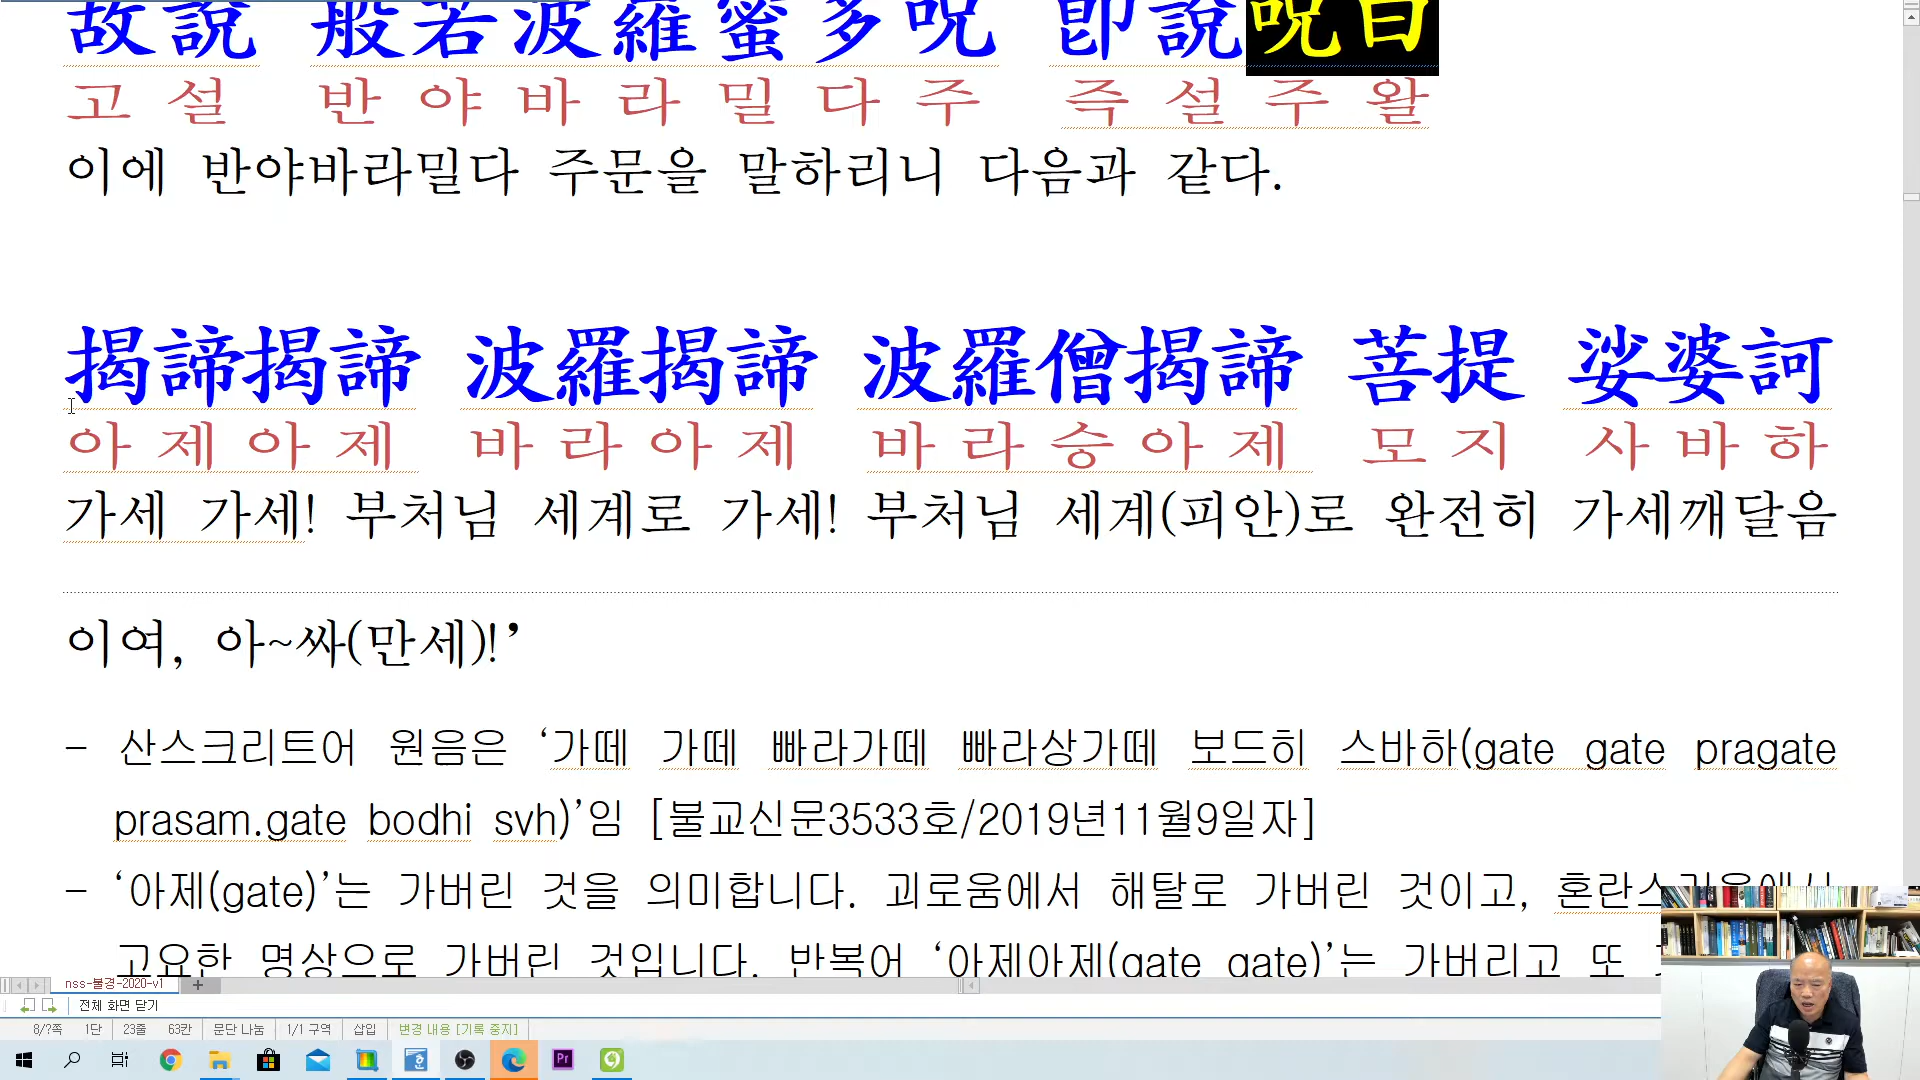 故說 般若波羅蜜多呪 卽說呪曰
고설 반야바라밀다주 즉설주왈
이에 반야바라밀다 주문을 말하리니 다음과 같다.
揭諦揭諦 波羅揭諦 波羅僧揭諦 菩提 娑婆訶
아제아제 바라아제 바라승아제 모지 사바하
가세 가세! 부처님 세계로 가세! 부처님 세계(피안)로 완전히 가세깨달음
이여, 아~싸(만세)!’
- 산스크리트어 원음은 ‘가떼 가떼 빠라가떼 빠라상가떼 보드히 스바하(gate gate pragate
prasam.gate bodhi svh)’임 [불교신문3533호/2019년11월9일자]
- ‘아제(gate)’는 가버린 것을 의미합니다. 괴로움에서 해탈로 가버린 것이고,
고요한 명상으로 가버린 것입니다. 반복어 ‘아제아제(gate gate)’는 가버리고 또
nss-불경-2020-v1
전체 화면 닫기
8/?쪽 1단 23줄 63칸 문단 나눔 1/1 구역 삽입 변경 내용 [기록 중지]
Pr